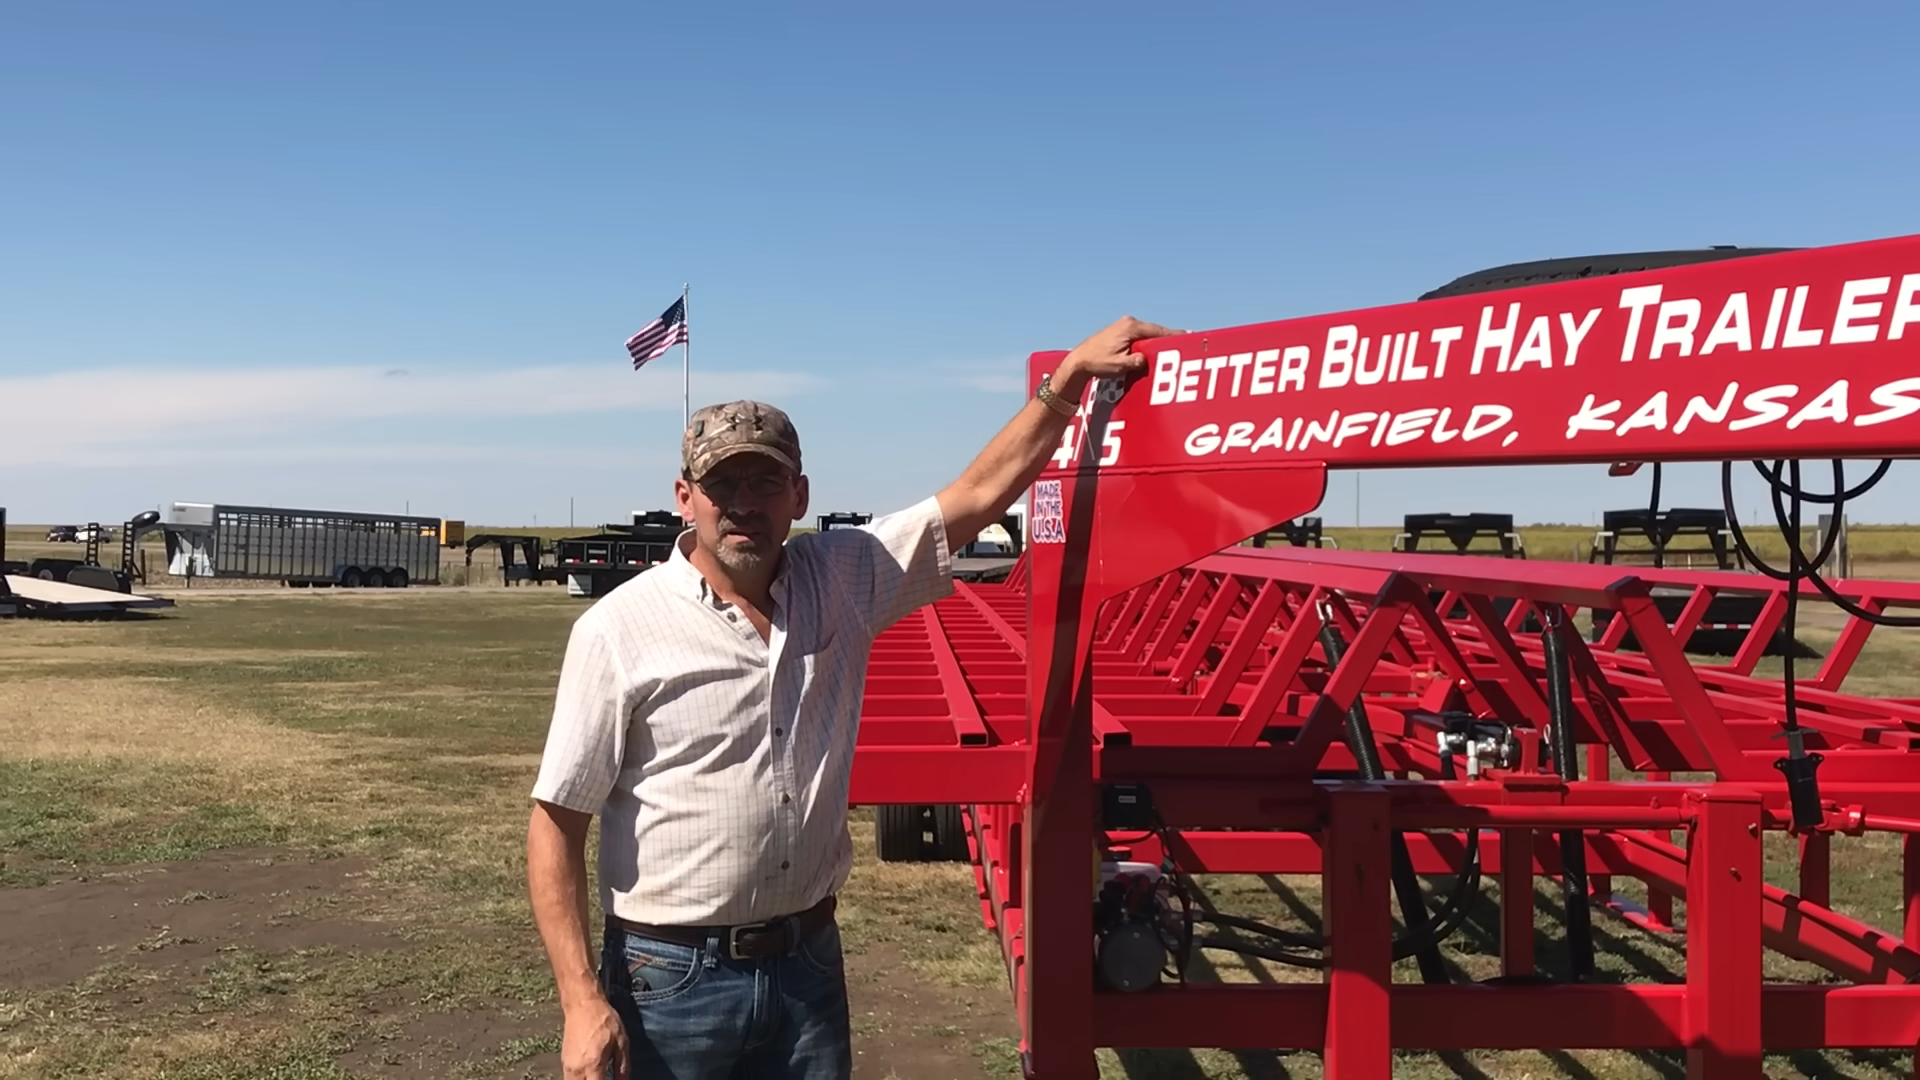 BETTER BUILT HAY TRAILER
GRAINFIELD, KANSAS
MADE
IN THE
U.S.A